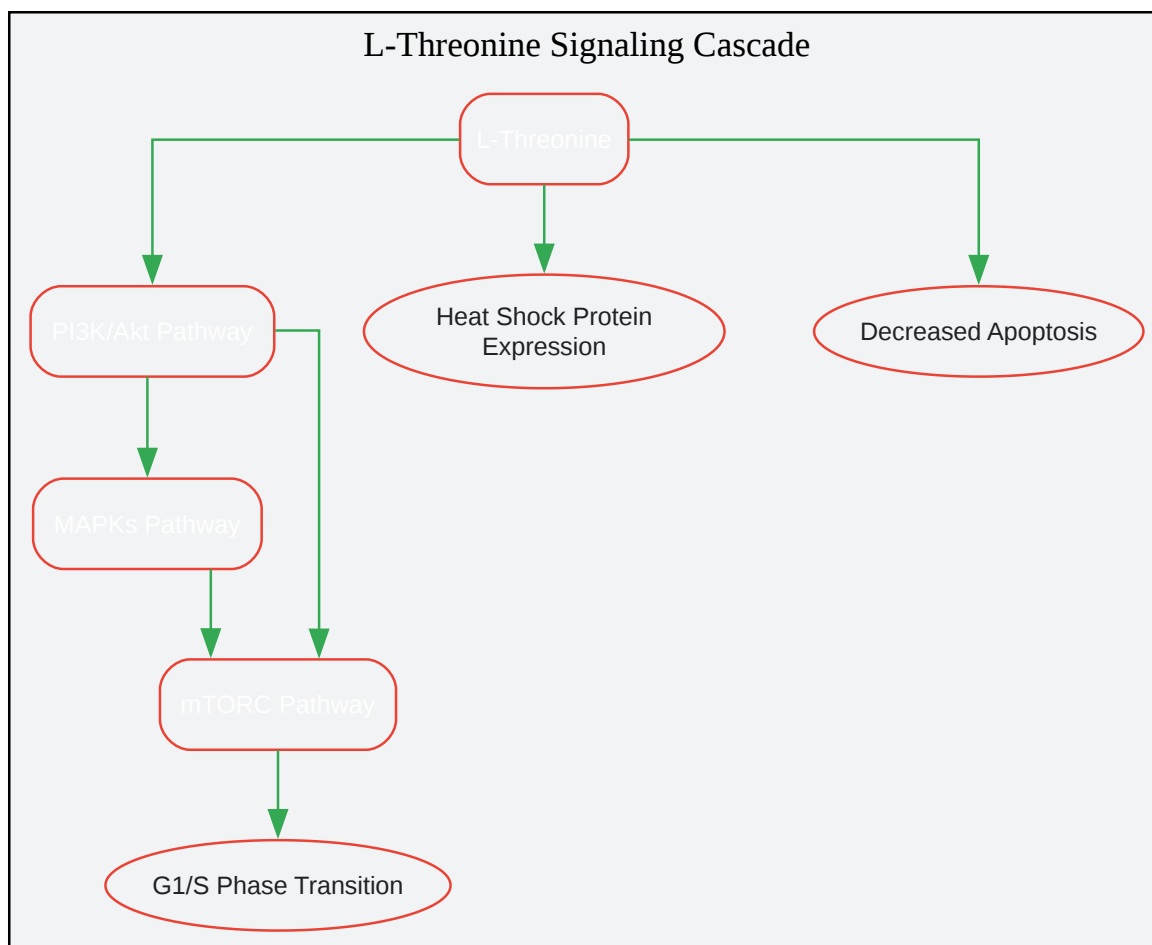 L-Threonine Signaling Cascade
L-Threonine
PI3K/Akt Pathway
Heat Shock Protein
Expression
Decreased Apoptosis
MAPKs Pathway
mTORC Pathway
G1/S Phase Transition